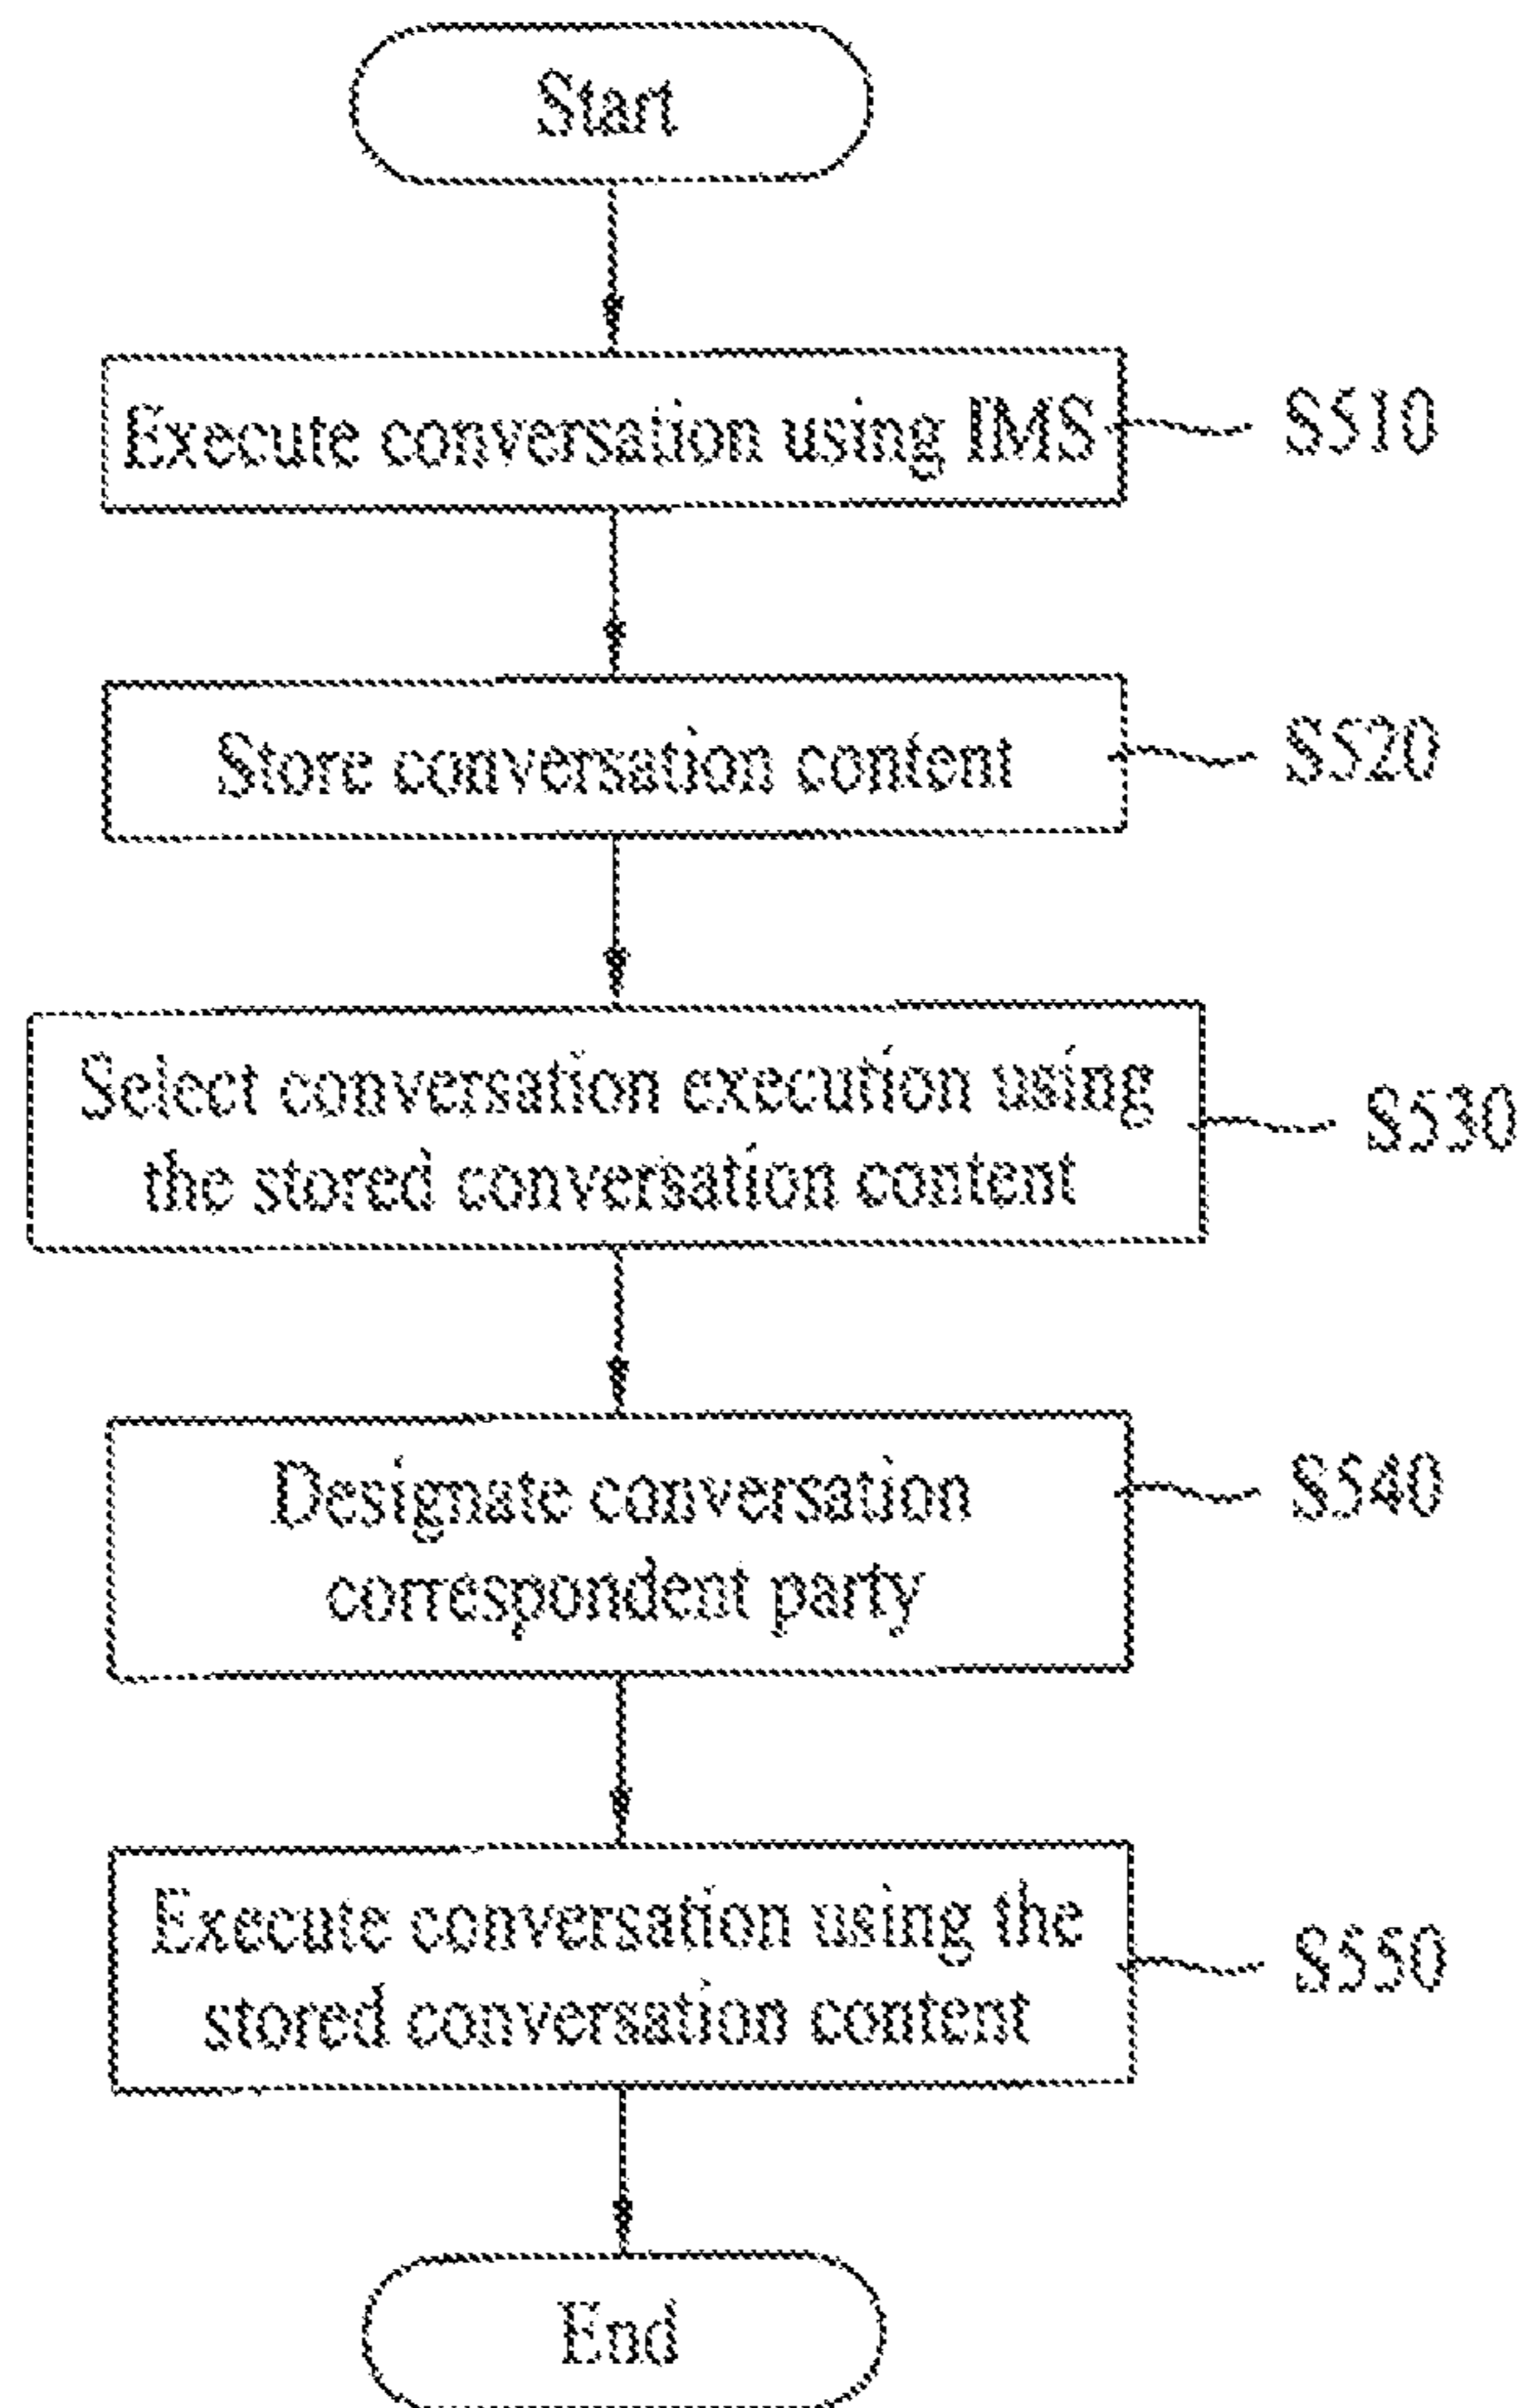 Start
Execute conversation using IMS
S510
Store conversation content
S520
Select conversation execution using
the stored conversation content
S530
Designate conversation
correspondent party
S540
Execute conversation using the
stored conversation content
S550
End